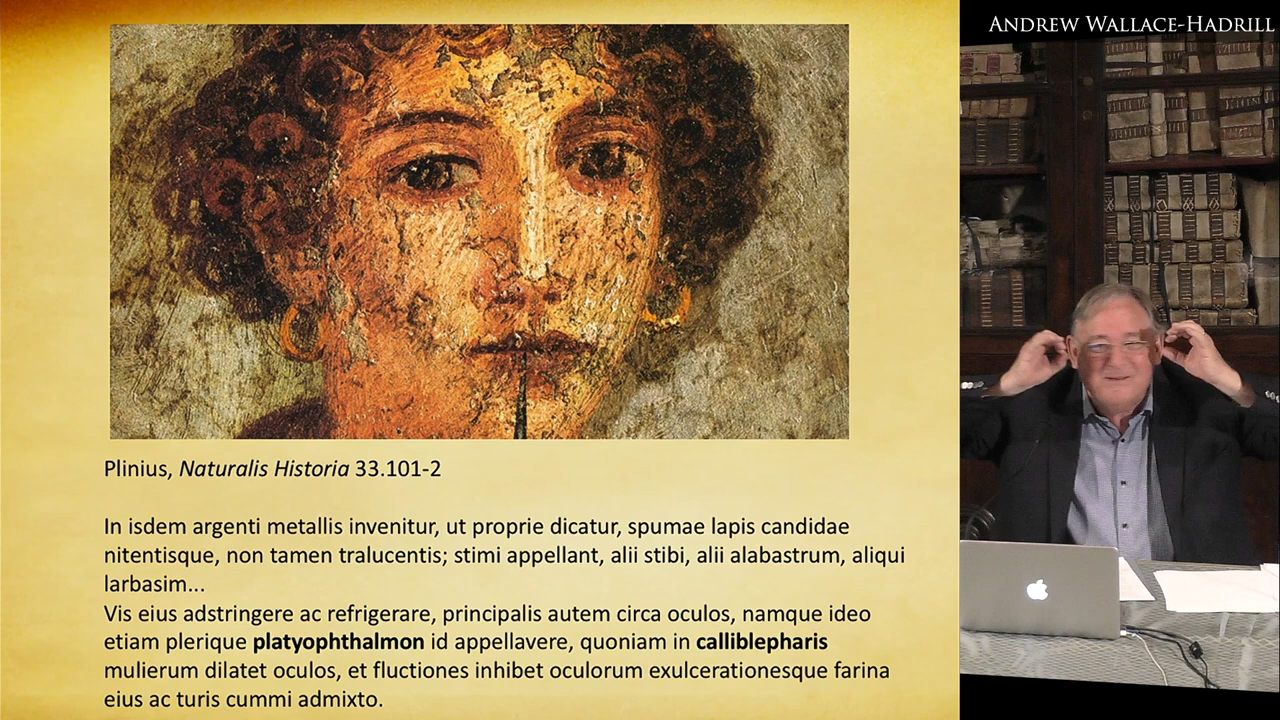 ANDREW WALLACE-HADRILL
Plinius, Naturalis Historia 33.101-2
In isdem argenti metallis invenitur, ut proprie dicatur, spumae lapis candidae
nitentisque, non tamen tralucentis; stimi appellant, alii stibi, alii alabastrum, aliqui
larbasim...
Vis eius adstringere ac refrigerare, principalis autem circa oculos, namque ideo
etiam plerique platyophthalmon id appellavere, quoniam in calliblepharis
mulierum dilatet oculos, et fluctiones inhibet oculorum exulcerationesque farina
eius ac turis cummi admixto.